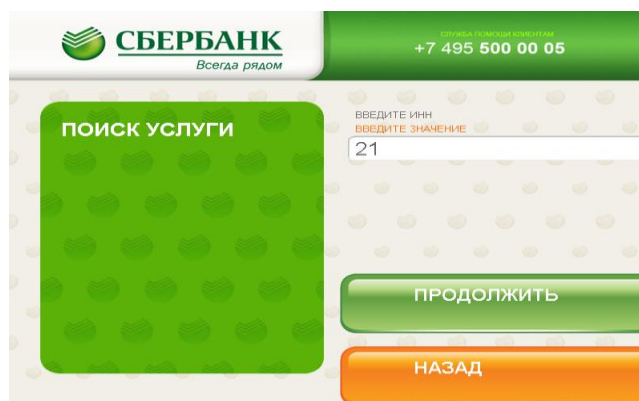 СБЕРБАНК
Всегда рядом
СЛУЖБА ПОМОЩИ КЛИЕНТАМ
+7 495 500 00 05
ПОИСК УСЛУГИ
ВВЕДИТЕ ИНН
ВВЕДИТЕ ЗНАЧЕНИЕ
21
ПРОДОЛЖИТЬ
НАЗАД